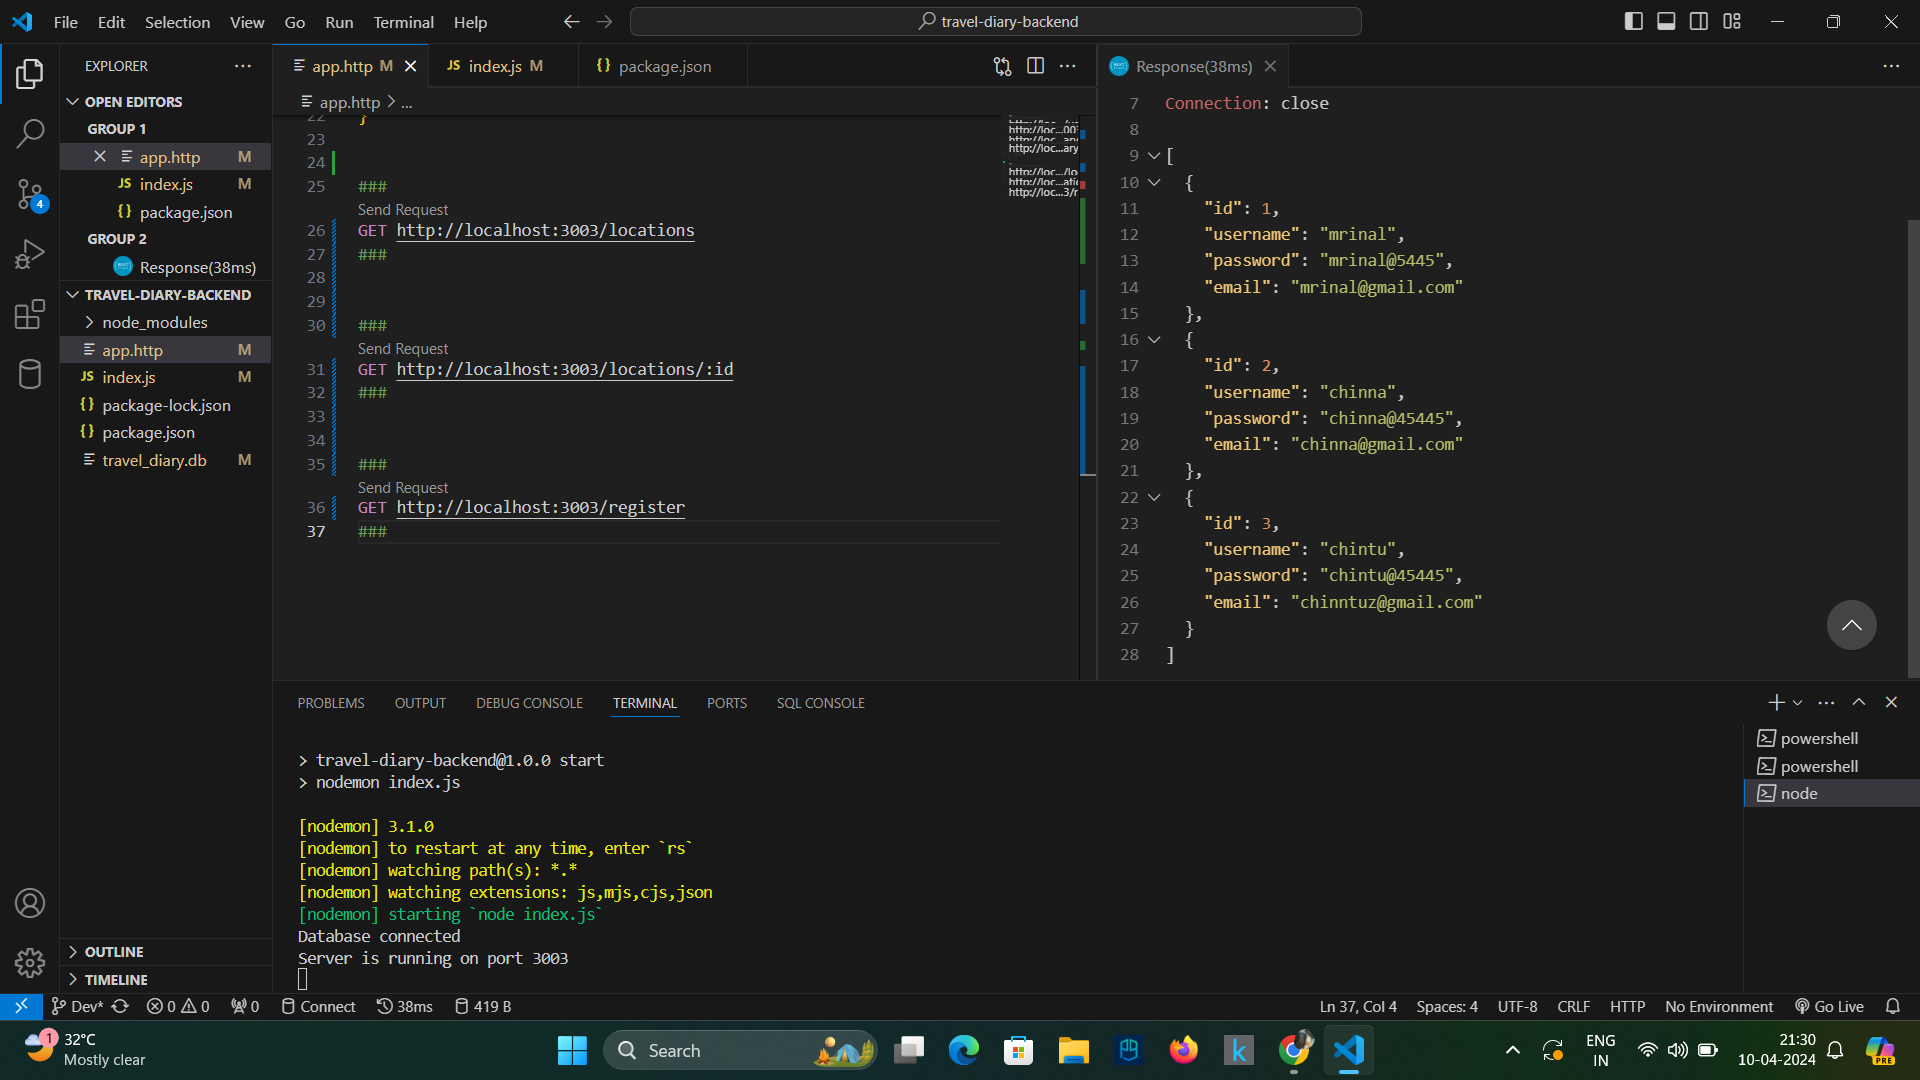 File Edit Selection View Go Run Terminal Help
travel-diary-backend
EXPLORER
OPEN EDITORS
GROUP 1
app.http M
JS index.js M
{} package.json
GROUP 2
Response(38ms)
TRAVEL-DIARY-BACKEND
node_modules
app.http M
JS index.js M
{} package-lock.json
{} package.json
travel_diary.db M
OUTLINE
TIMELINE
4
app.http M
JS index.js M
{} package.json
app.http > ...
22 }
23
24
25 ###
Send Request
26 GET http://localhost:3003/locations
27 ###
28
29
30 ###
Send Request
31 GET http://localhost:3003/locations/:id
32 ###
33
34
35 ###
Send Request
36 GET http://localhost:3003/register
37 ###
Response(38ms)
7 Connection: close
8
9 [
10 {
11 "id": 1,
12 "username": "mrinal",
13 "password": "mrinal@5445",
14 "email": "mrinal@gmail.com"
15 },
16 {
17 "id": 2,
18 "username": "chinna",
19 "password": "chinna@45445",
20 "email": "chinna@gmail.com"
21 },
22 {
23 "id": 3,
24 "username": "chintu",
25 "password": "chintu@45445",
26 "email": "chinntuz@gmail.com"
27 }
28 ]
PROBLEMS OUTPUT DEBUG CONSOLE TERMINAL PORTS SQL CONSOLE
> travel-diary-backend@1.0.0 start
> nodemon index.js
[nodemon] 3.1.0
[nodemon] to restart at any time, enter `rs`
[nodemon] watching path(s): *.*
[nodemon] watching extensions: js,mjs,cjs,json
[nodemon] starting `node index.js`
Database connected
Server is running on port 3003
powershell
powershell
node
Dev* 0 0 0 Connect 38ms 419 B
Ln 37, Col 4 Spaces: 4 UTF-8 CRLF HTTP No Environment Go Live
1
32°C
Mostly clear
Search
k
ENG
IN
21:30
10-04-2024
PRE